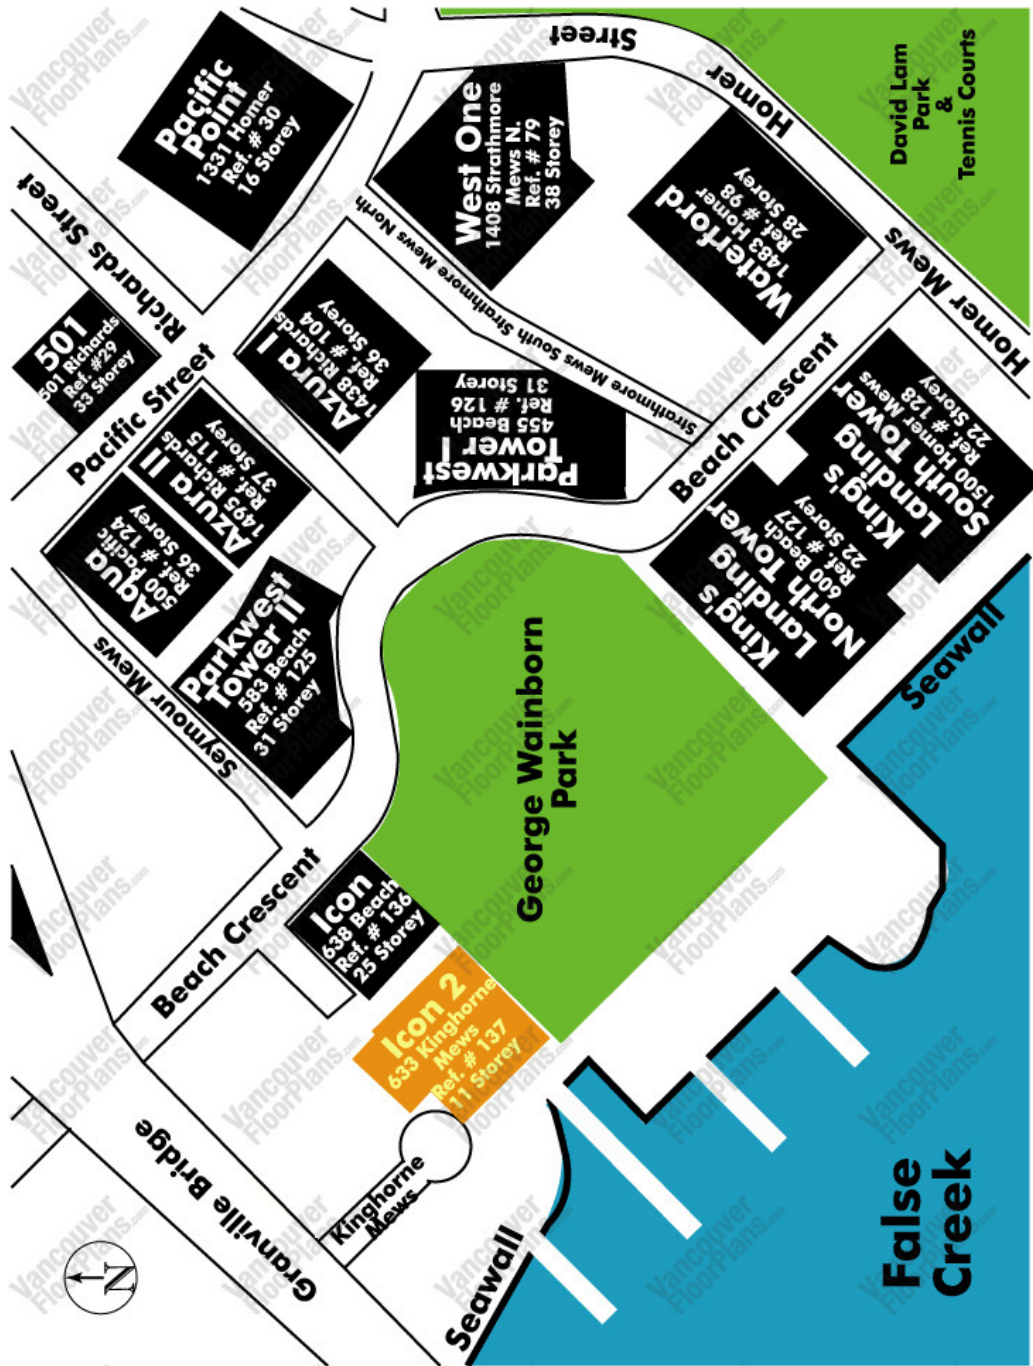 Pacific
Point
1331 Homer
Ref. # 30
16 Storey
Street
Homer
David Lam
Park
&
Tennis Courts
West One
1408 Strathmore
Mews N.
Ref. # 79
38 Storey
Waterford
1483 Homer
Ref. # 98
28 Storey
Richards Street
501
501 Richards
Ref. #29
33 Storey
Strathmore Mews North
Strathmore Mews South
Azura I
1438 Richards
Ref. # 104
36 Storey
Homer Mews
Homer
Pacific Street
Parkwest
Tower I
455 Beach
Ref. # 126
31 Storey
Beach Crescent
Azura II
1495 Richards
Ref. # 115
37 Storey
Aqua
500 Pacific
Ref. # 124
36 Storey
King's
Landing
South Tower
1500 Homer Mews
Ref. # 128
22 Storey
King's
Landing
North Tower
600 Beach
Ref. # 127
22 Storey
Parkwest
Tower II
583 Beach
Ref. # 125
31 Storey
Seymour Mews
Seawall
George Wainborn
Park
Beach Crescent
Icon
638 Beach
Ref. # 136
25 Storey
Icon 2
633 Kinghorne
Mews
Ref. # 137
11 Storey
Granville Bridge
Kinghorne
Mews
Seawall
False
Creek
N
Vancouver
FloorPlans.com